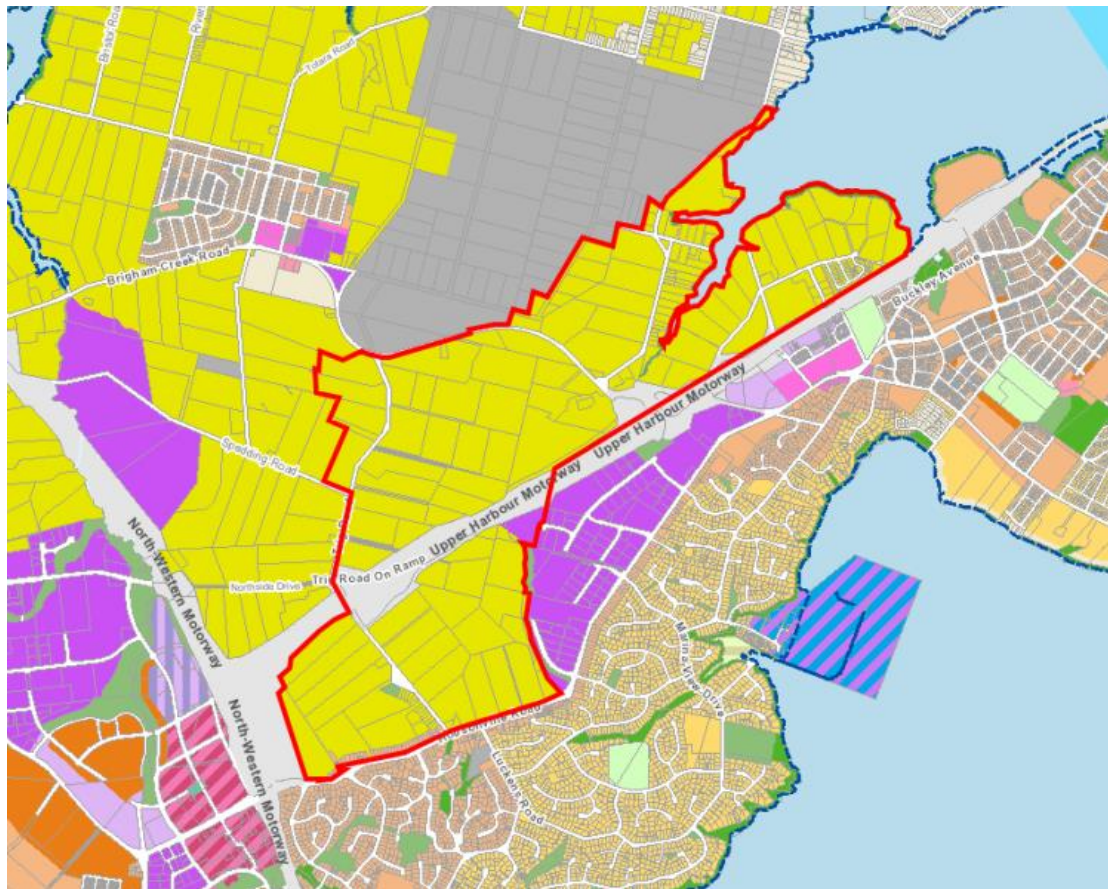 Totara Road
Brigham Creek Road
Buckley Avenue
Spedding Road
Upper Harbour Motorway
Upper Harbour Motorway
Northside Drive
Road On Ramp
North-Western Motorway
Marina View Drive
North-Western Motorway
Luckens Road